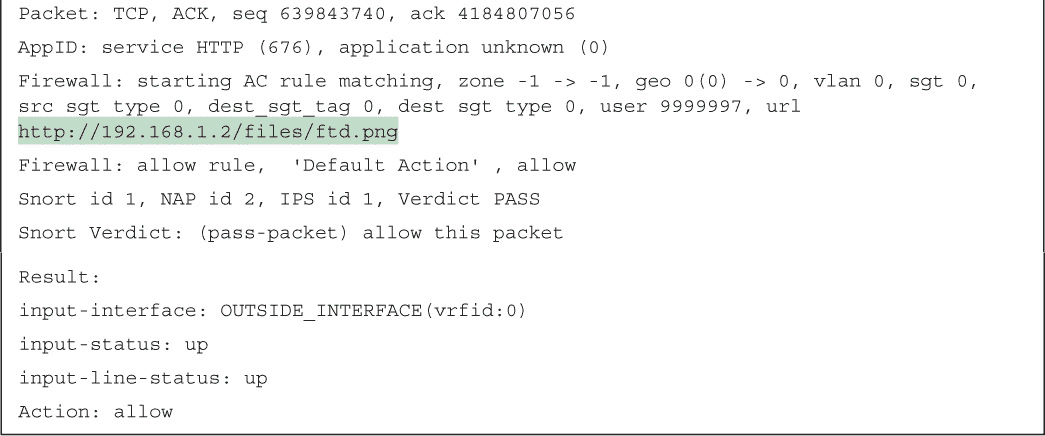 Packet: TCP, ACK, seq 639843740, ack 4184807056
AppID: service HTTP (676), application unknown (0)
Firewall: starting AC rule matching, zone -1 -> -1, geo 0(0) -> 0, vlan 0, sgt 0,
src sgt type 0, dest_sgt_tag 0, dest sgt type 0, user 9999997, url
http://192.168.1.2/files/ftd.png
Firewall: allow rule,  'Default Action' , allow
Snort id 1, NAP id 2, IPS id 1, Verdict PASS
Snort Verdict: (pass-packet) allow this packet
Result:
input-interface: OUTSIDE_INTERFACE(vrfid:0)
input-status: up
input-line-status: up
Action: allow